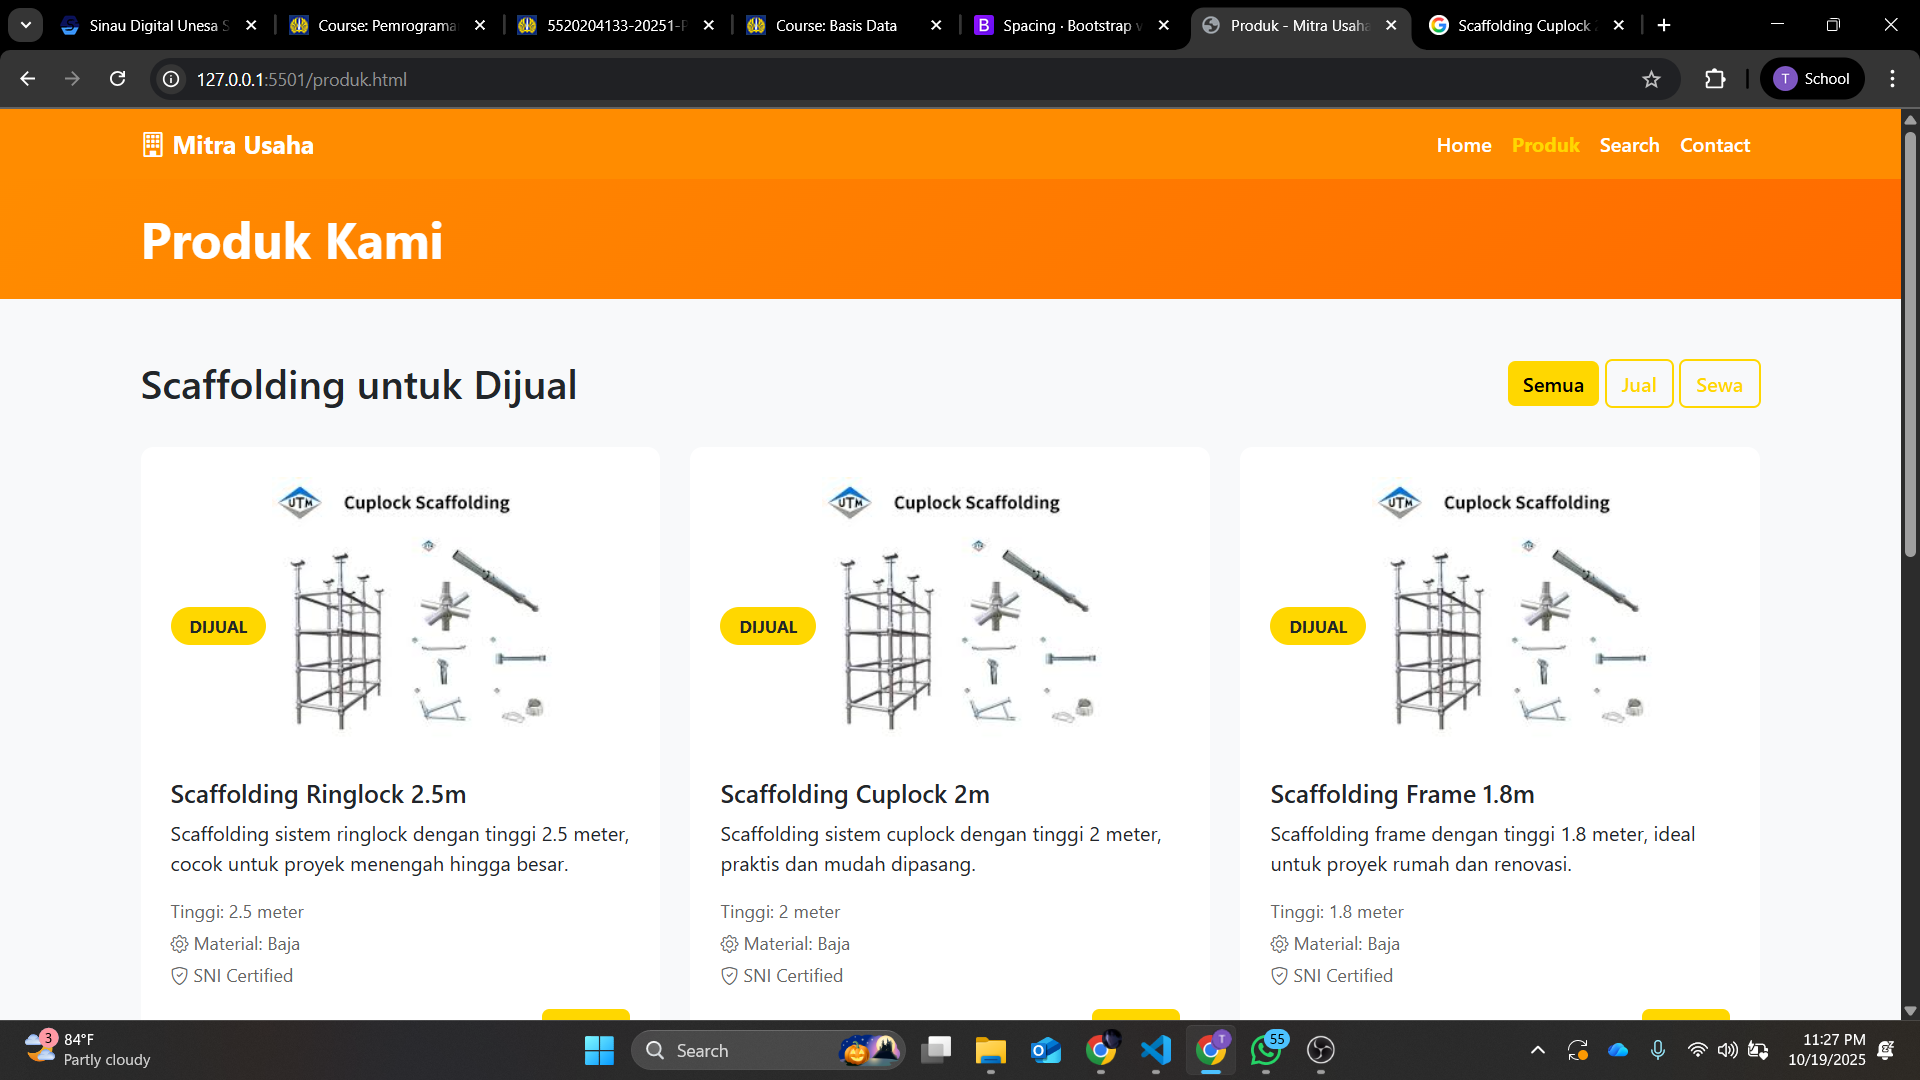 Sinau Digital Unesa S
Course: Pemrograma
5520204133-20251-P
Course: Basis Data
Spacing · Bootstrap v
Produk - Mitra Usaha
Scaffolding Cuplock 2
127.0.0.1:5501/produk.html
T School
Mitra Usaha
Home Produk Search Contact
Produk Kami
Scaffolding untuk Dijual
Semua Jual Sewa
UTM Cuplock Scaffolding
DIJUAL
Scaffolding Ringlock 2.5m
Scaffolding sistem ringlock dengan tinggi 2.5 meter,
cocok untuk proyek menengah hingga besar.
Tinggi: 2.5 meter
Material: Baja
SNI Certified
UTM Cuplock Scaffolding
DIJUAL
Scaffolding Cuplock 2m
Scaffolding sistem cuplock dengan tinggi 2 meter,
praktis dan mudah dipasang.
Tinggi: 2 meter
Material: Baja
SNI Certified
UTM Cuplock Scaffolding
DIJUAL
Scaffolding Frame 1.8m
Scaffolding frame dengan tinggi 1.8 meter, ideal
untuk proyek rumah dan renovasi.
Tinggi: 1.8 meter
Material: Baja
SNI Certified
3
84°F
Partly cloudy
Search
T
55
11:27 PM
10/19/2025